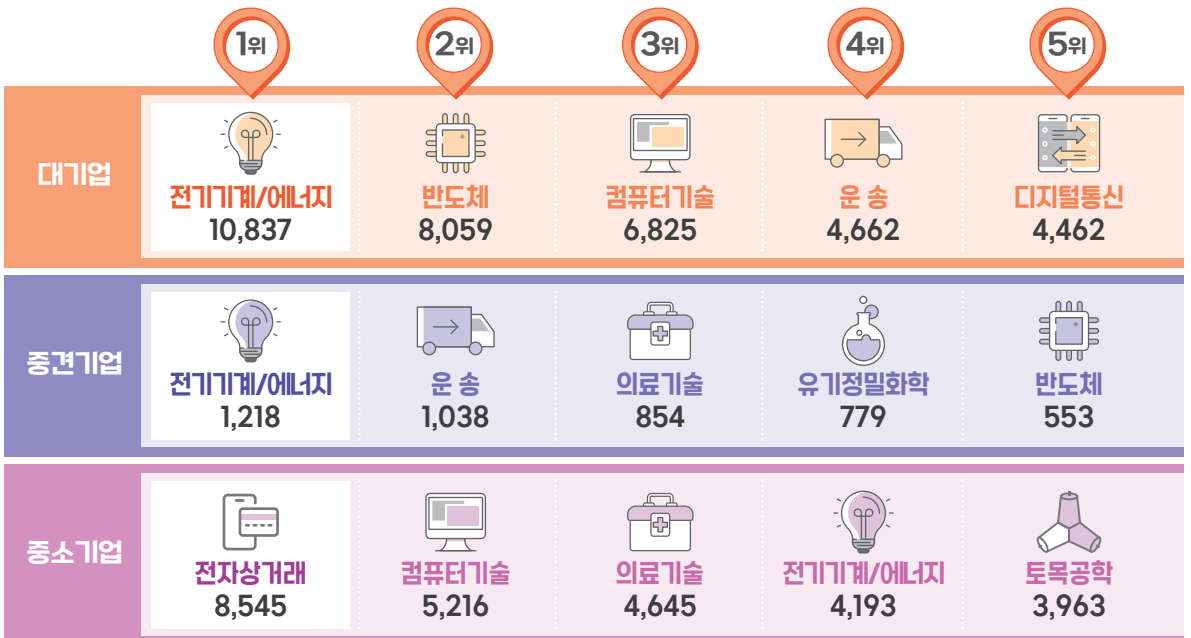 1위
2위
3위
4위
5위
대기업
전기기계/에너지
10,837
반도체
8,059
컴퓨터기술
6,825
운 송
4,662
디지털통신
4,462
중견기업
전기기계/에너지
1,218
운 송
1,038
의료기술
854
유기정밀화학
779
반도체
553
중소기업
전자상거래
8,545
컴퓨터기술
5,216
의료기술
4,645
전기기계/에너지
4,193
토목공학
3,963